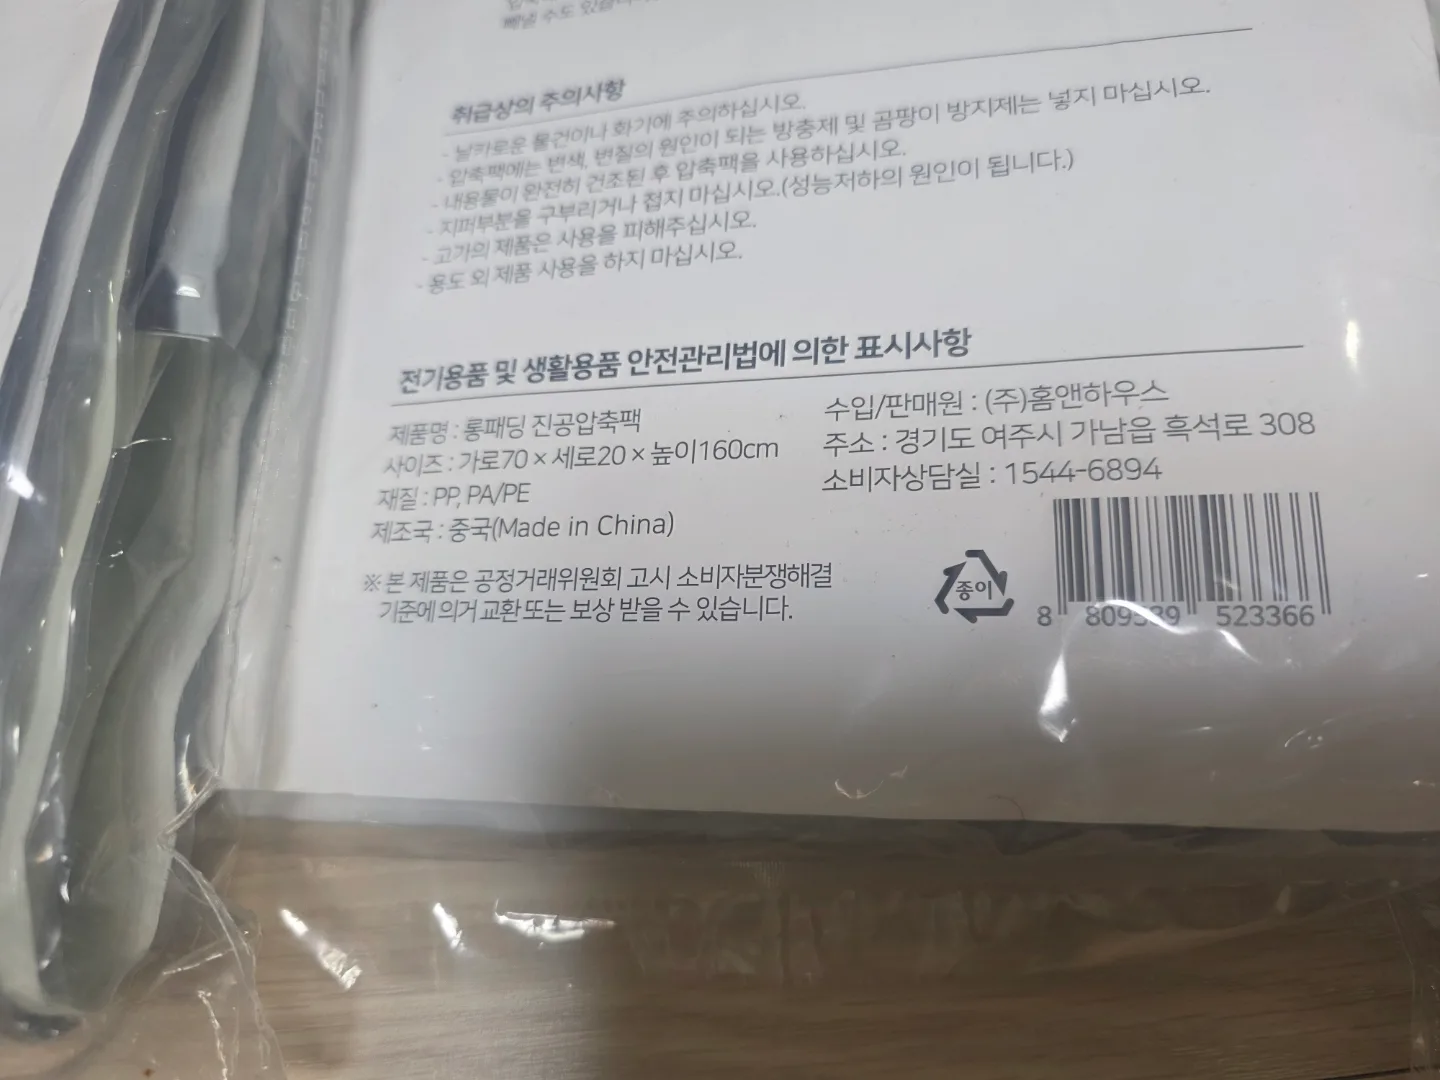 빼낼 수도 있습니다.
취급상의 주의사항
- 날카로운 물건이나 화기에 주의하십시오.
- 압축팩에는 변색, 변질의 원인이 되는 방충제 및 곰팡이 방지제는 넣지 마십시오.
- 내용물이 완전히 건조된 후 압축팩을 사용하십시오.
- 지퍼부분을 구부리거나 접지 마십시오.(성능저하의 원인이 됩니다.)
- 고가의 제품은 사용을 피해주십시오.
- 용도 외 제품 사용을 하지 마십시오.
전기용품 및 생활용품 안전관리법에 의한 표시사항
제품명 : 롱패딩 진공압축팩
사이즈 : 가로70 × 세로20 × 높이160cm
재질 : PP, PA/PE
제조국 : 중국(Made in China)
수입/판매원 : (주)홈앤하우스
주소 : 경기도 여주시 가남읍 흑석로 308
소비자상담실 : 1544-6894
※ 본 제품은 공정거래위원회 고시 소비자분쟁해결
기준에 의거 교환 또는 보상 받을 수 있습니다.
종이
8 809539 523366